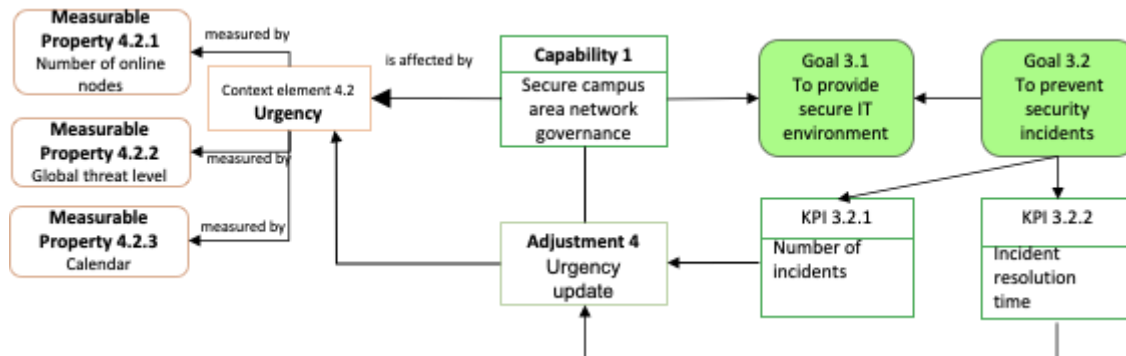 Measurable
Property 4.2.1
Number of online
nodes
measured by
Context element 4.2
Urgency
Measurable
Property 4.2.2
Global threat level
measured by
Measurable
Property 4.2.3
Calendar
measured by
is affected by
Capability 1
Secure campus
area network
governance
Goal 3.1
To provide
secure IT
environment
Goal 3.2
To prevent
security
incidents
Adjustment 4
Urgency
update
KPI 3.2.1
Number of
incidents
KPI 3.2.2
Incident
resolution
time